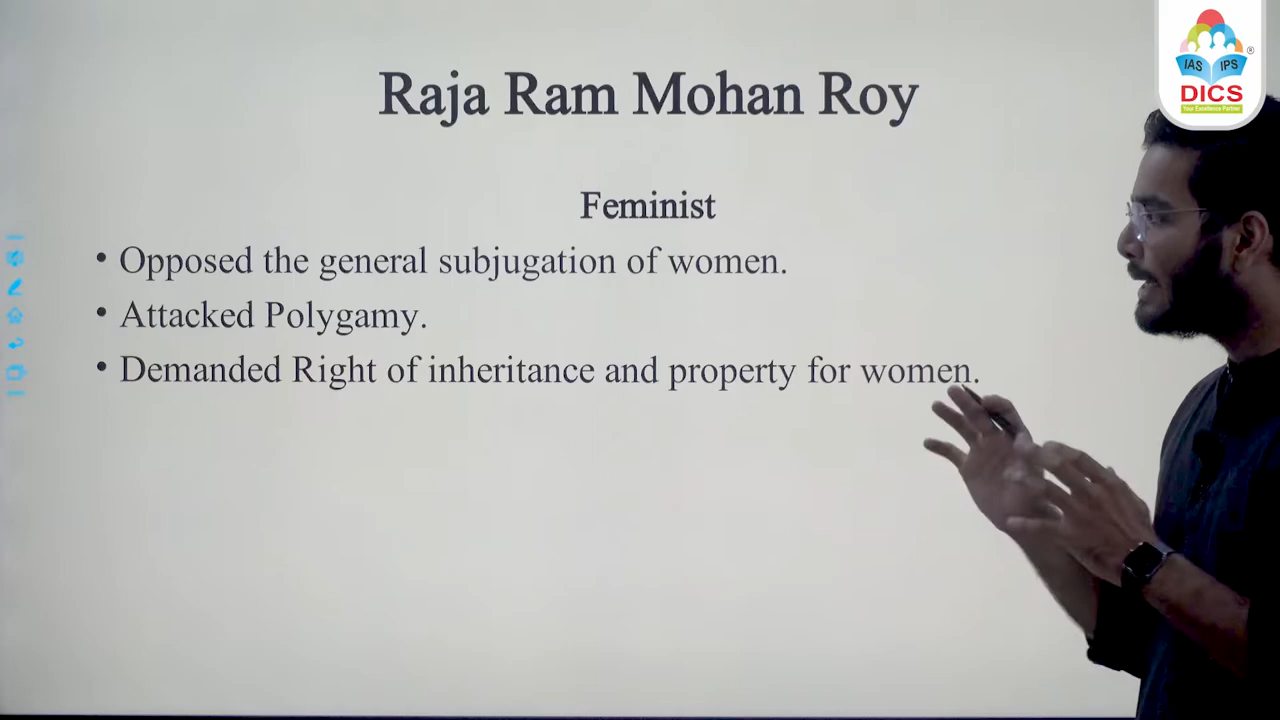 Raja Ram Mohan Roy
IAS IPS
®
DICS
Your Excellence Partner
Feminist
• Opposed the general subjugation of women.
• Attacked Polygamy.
• Demanded Right of inheritance and property for women.